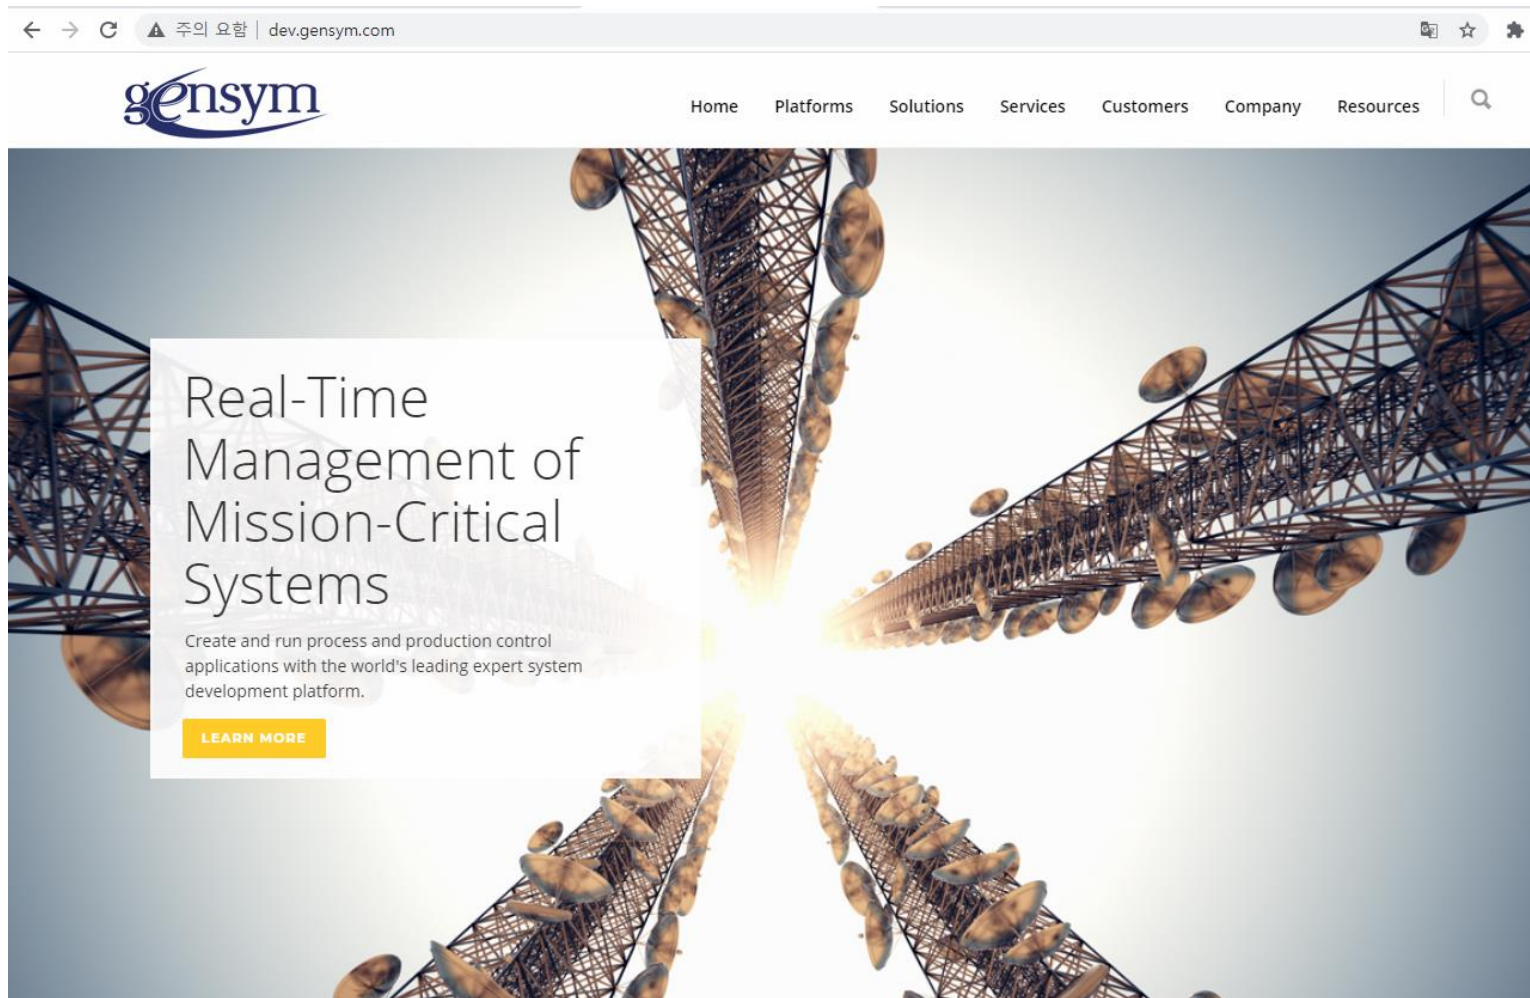 주의 요함 | dev.gensym.com
gensym
Home Platforms Solutions Services Customers Company Resources
Real-Time
Management of
Mission-Critical
Systems
Create and run process and production control
applications with the world's leading expert system
development platform.
LEARN MORE